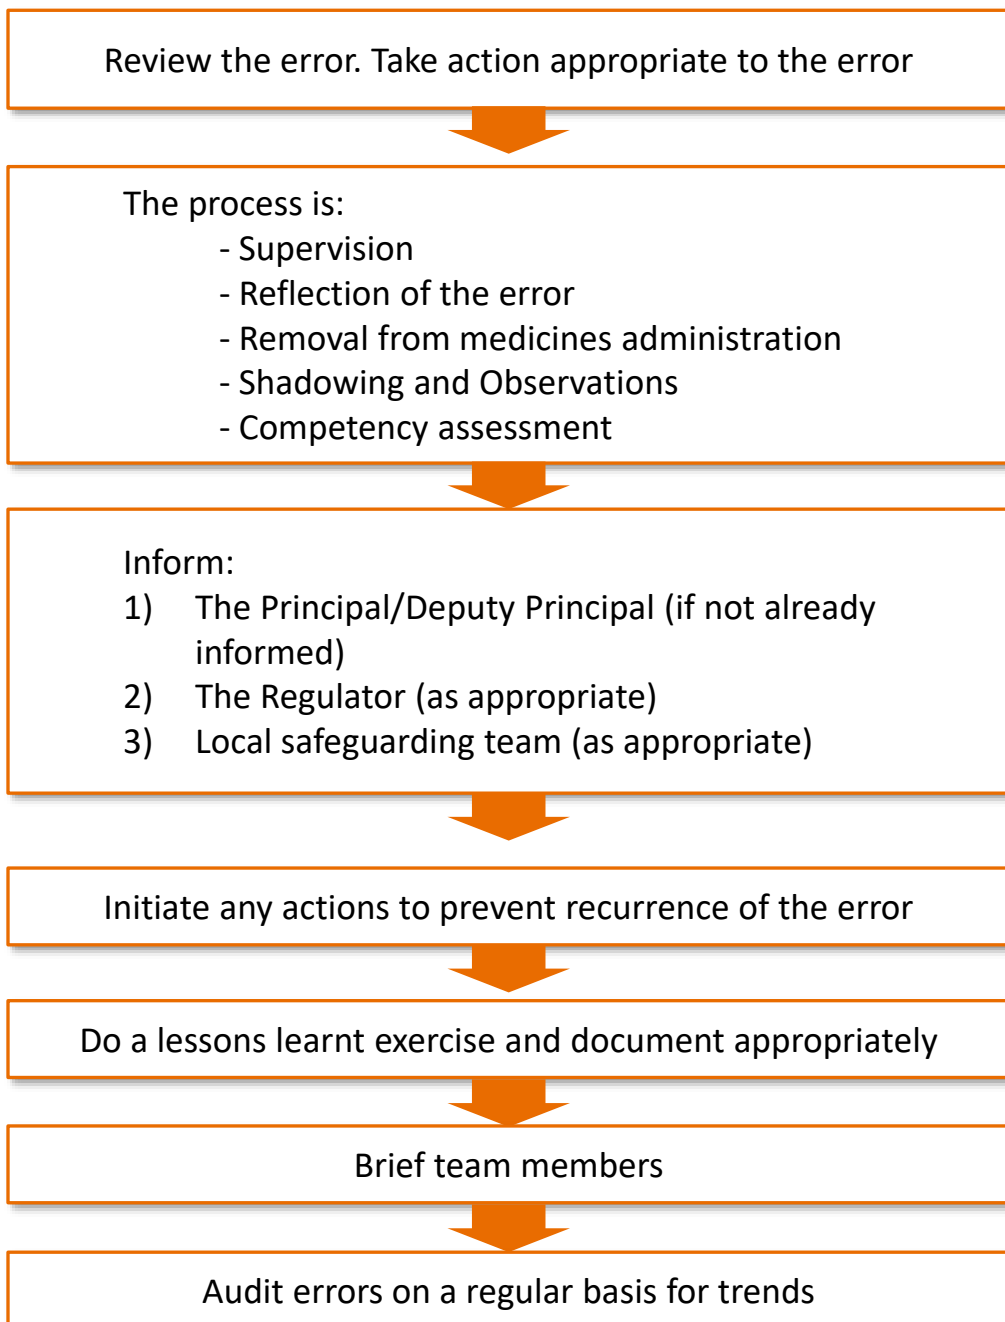 Review the error. Take action appropriate to the error
The process is:
- Supervision
- Reflection of the error
- Removal from medicines administration
- Shadowing and Observations
- Competency assessment
Inform:
1) The Principal/Deputy Principal (if not already
informed)
2) The Regulator (as appropriate)
3) Local safeguarding team (as appropriate)
Initiate any actions to prevent recurrence of the error
Do a lessons learnt exercise and document appropriately
Brief team members
Audit errors on a regular basis for trends